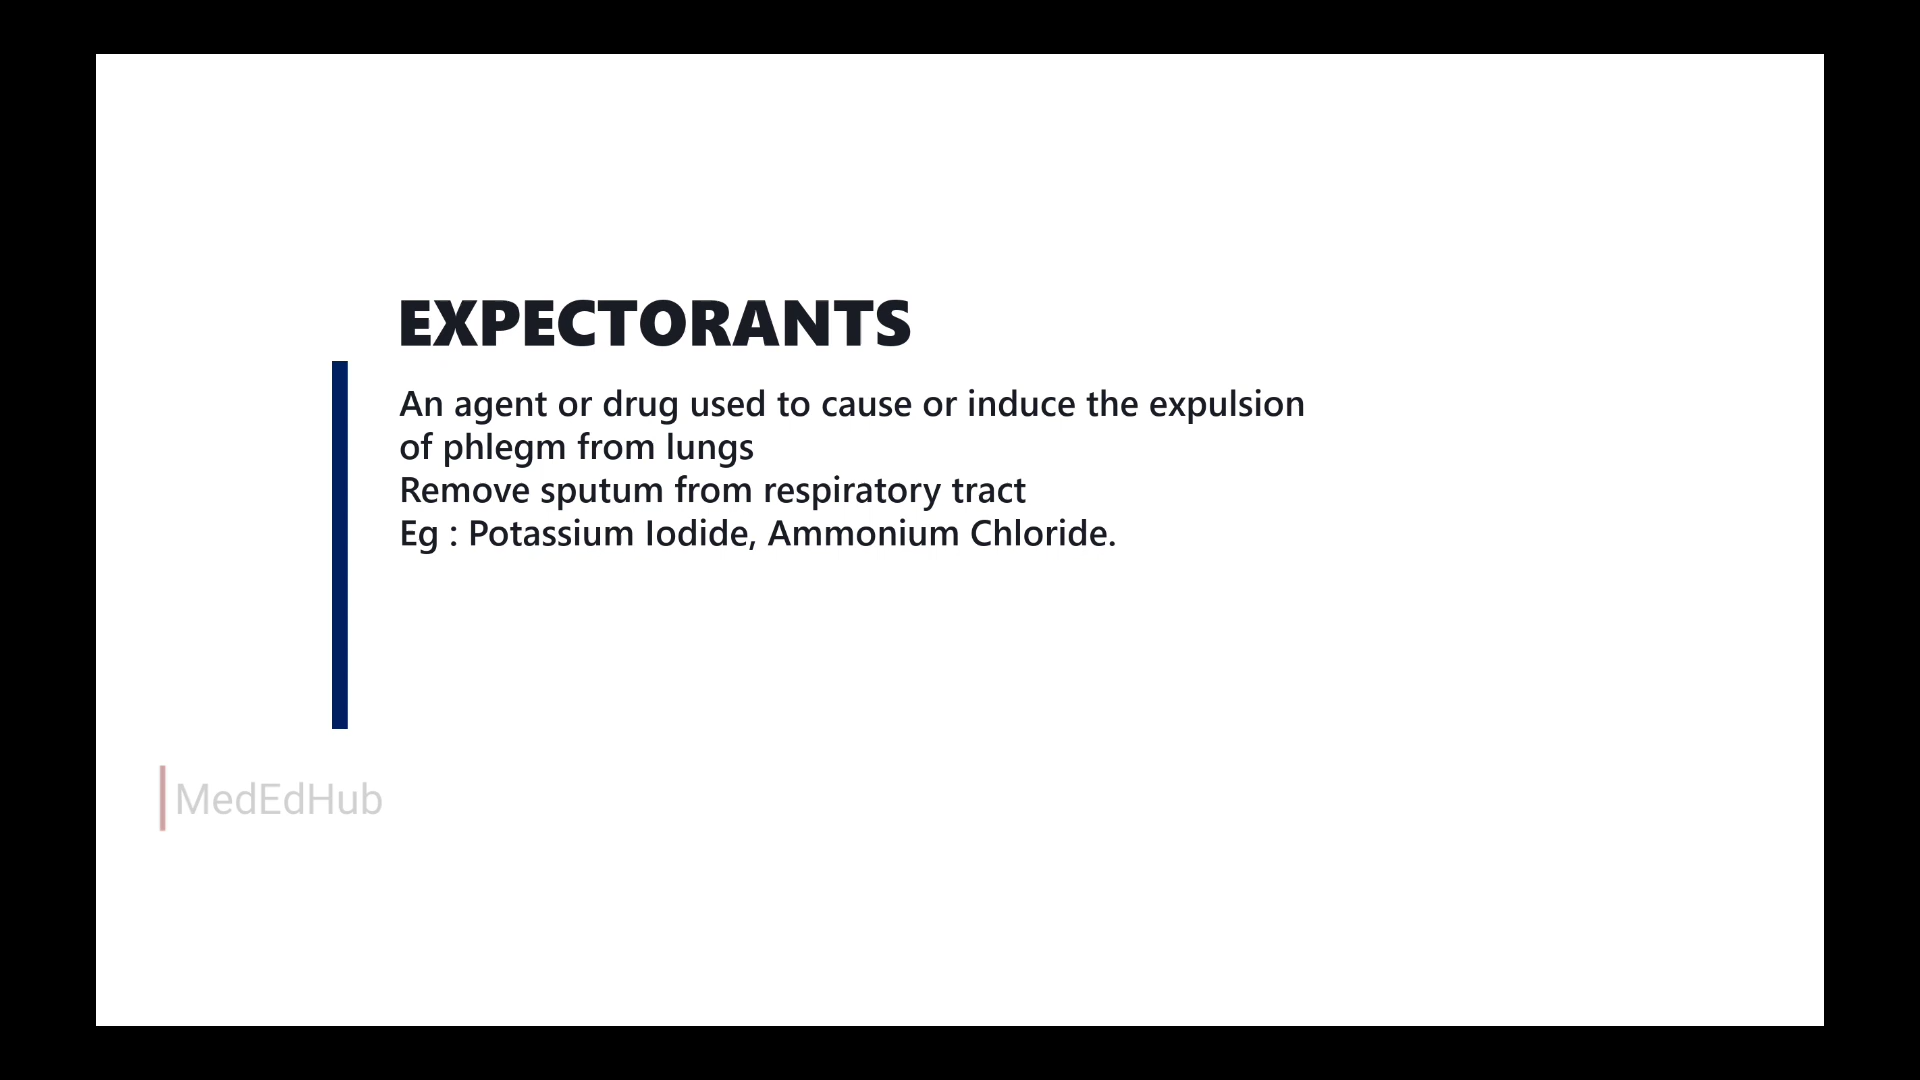 EXPECTORANTS
An agent or drug used to cause or induce the expulsion
of phlegm from lungs
Remove sputum from respiratory tract
Eg : Potassium Iodide, Ammonium Chloride.
MedEdHub